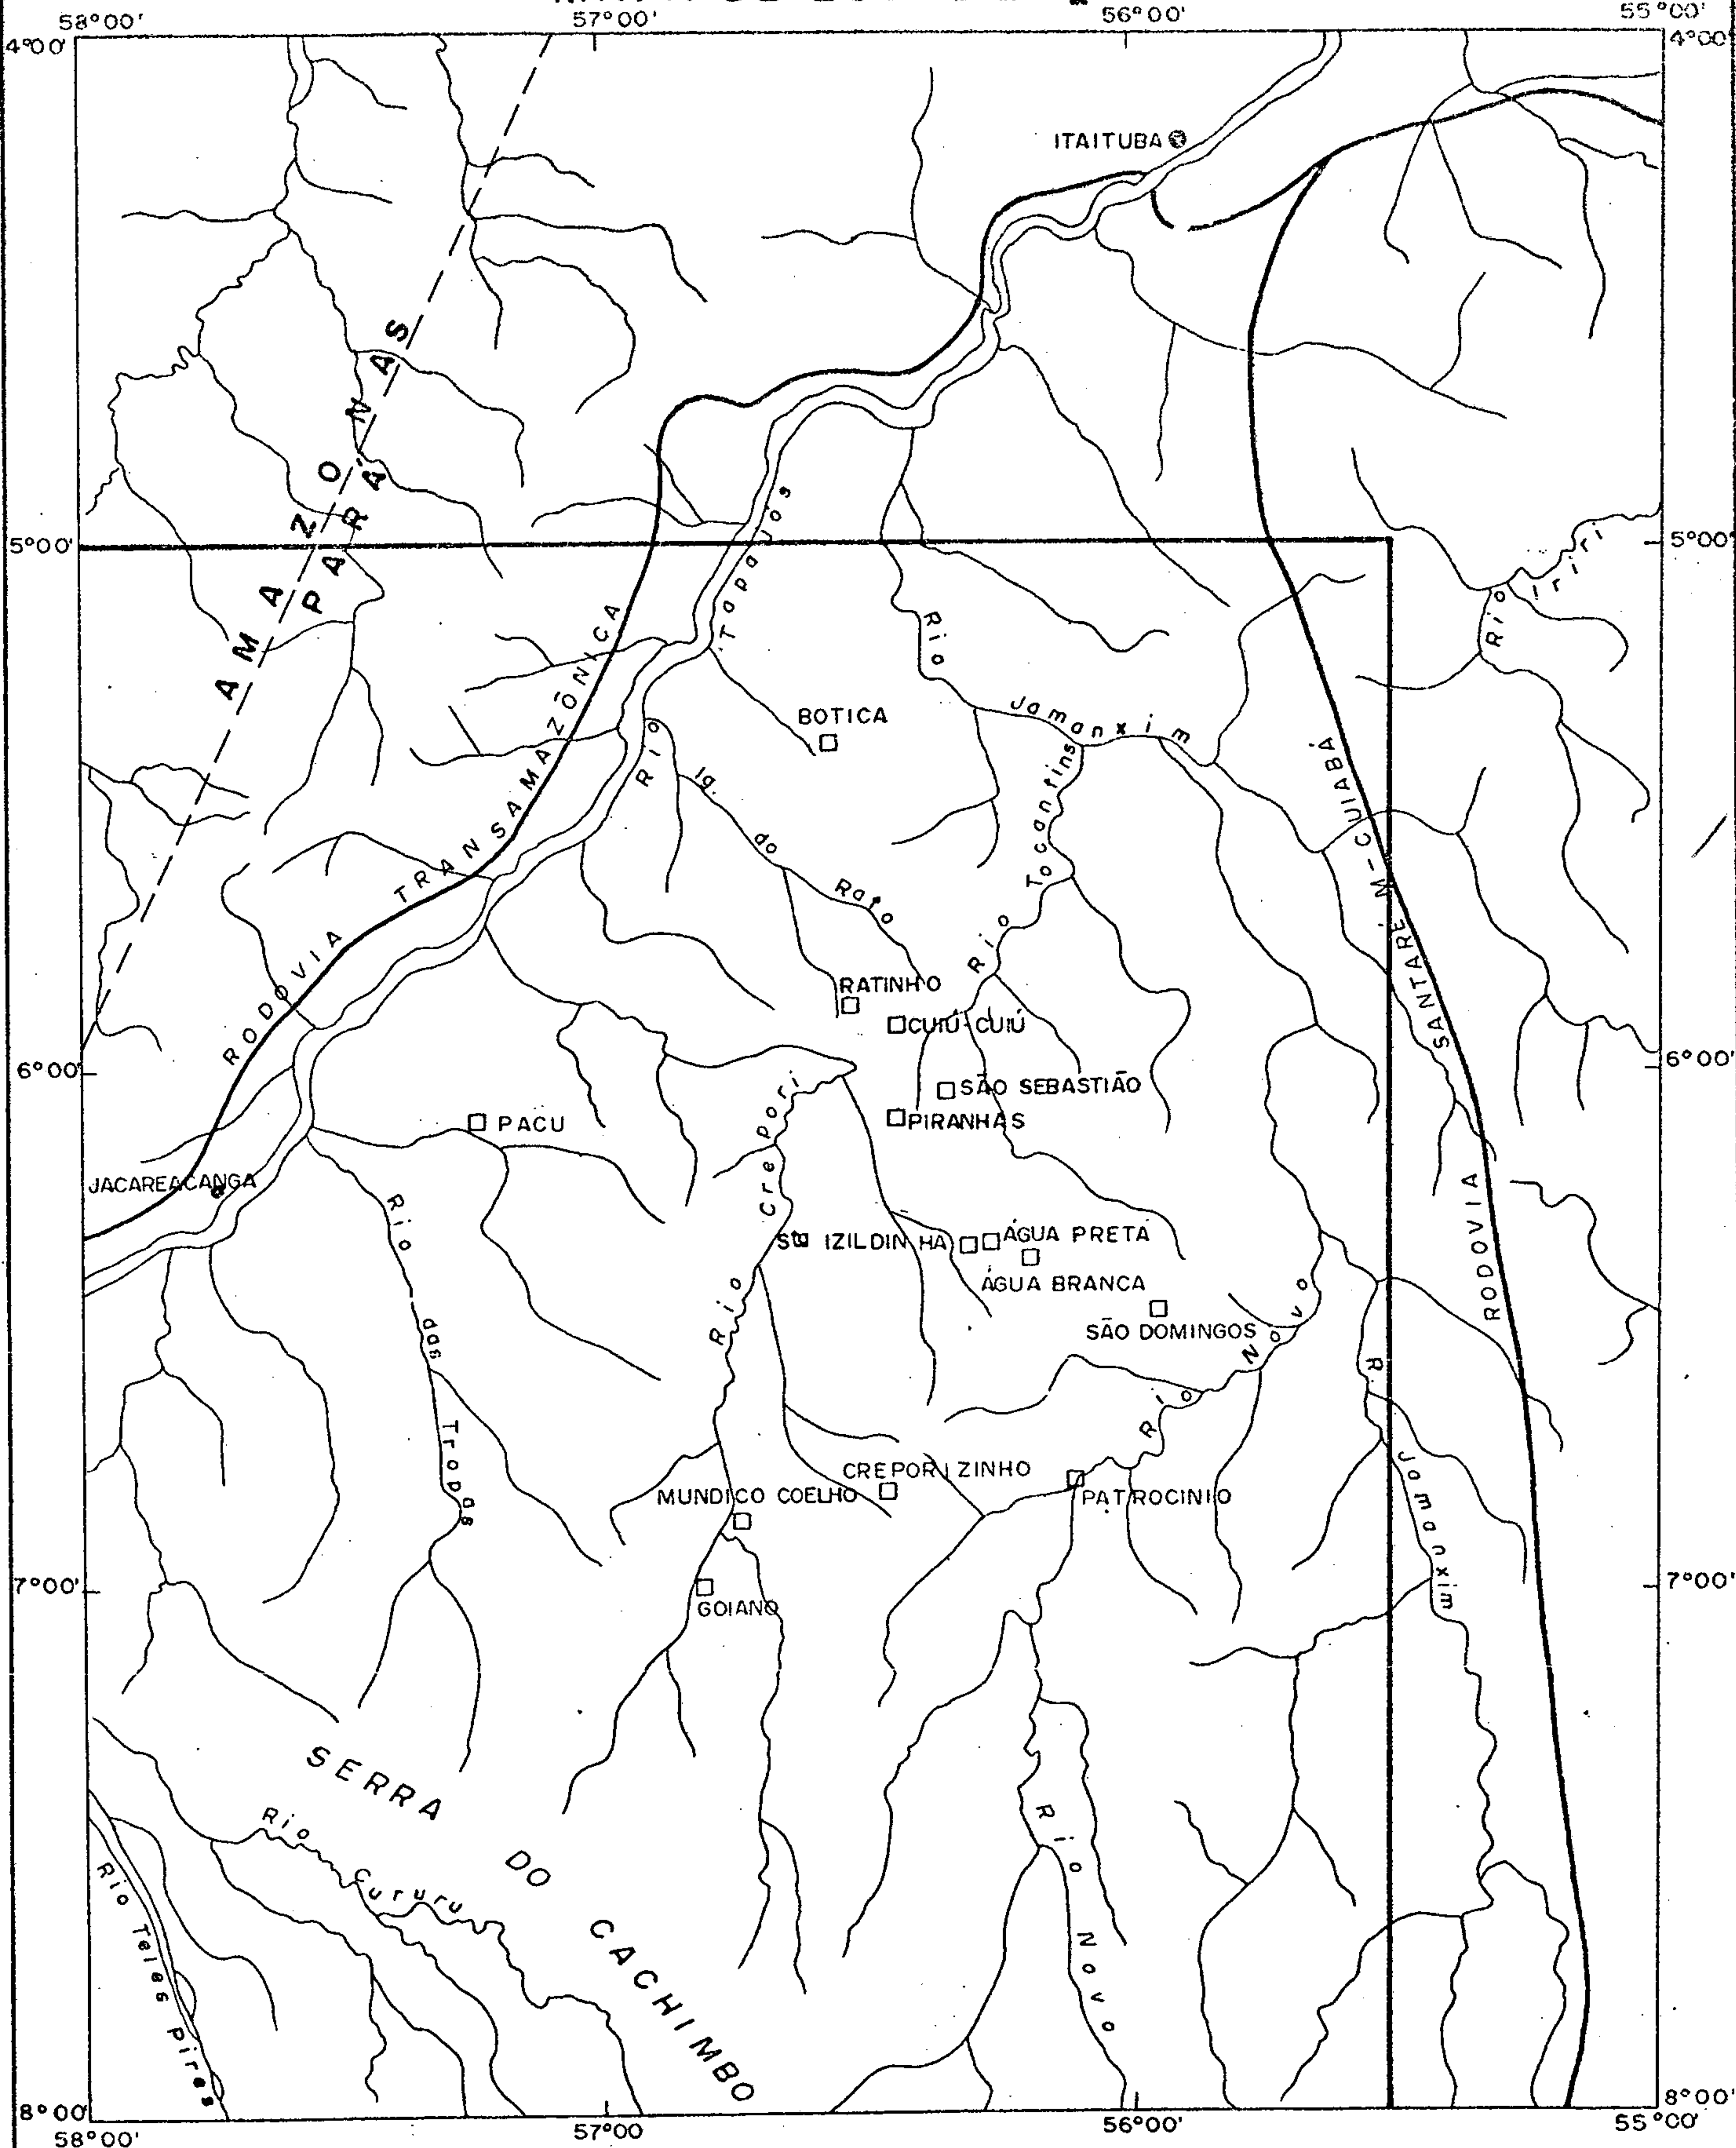 58°00'
57°00'
56°00'
55°00'
4°00'
4°00'
ITAITUBA
AMAZONAS
PARÁ
5°00'
5°00'
Rio Tapajós
Rio Iriri
RODOVIA TRANSAMAZÔNICA
Rio Jamanxim
BOTICA
Ig. do Rato
Rio Tocantins
RODOVIA SANTARÉM-CUIABÁ
RATINHO
CUIÚ-CUIÚ
6°00'
6°00'
SÃO SEBASTIÃO
PIRANHAS
PACU
JACAREACANGA
Rio Crepori
Sta IZILDINHA
ÁGUA PRETA
ÁGUA BRANCA
SÃO DOMINGOS
Rio das Tropas
Rio Novo
R. Jamanxim
CREPORIZINHO
MUNDICO COELHO
PATROCINIO
7°00'
7°00'
GOIANO
SERRA DO CACHIMBO
Rio Cururu
Rio Teles Pires
Rio Novo
8°00'
8°00'
58°00'
57°00
56°00'
55°00'